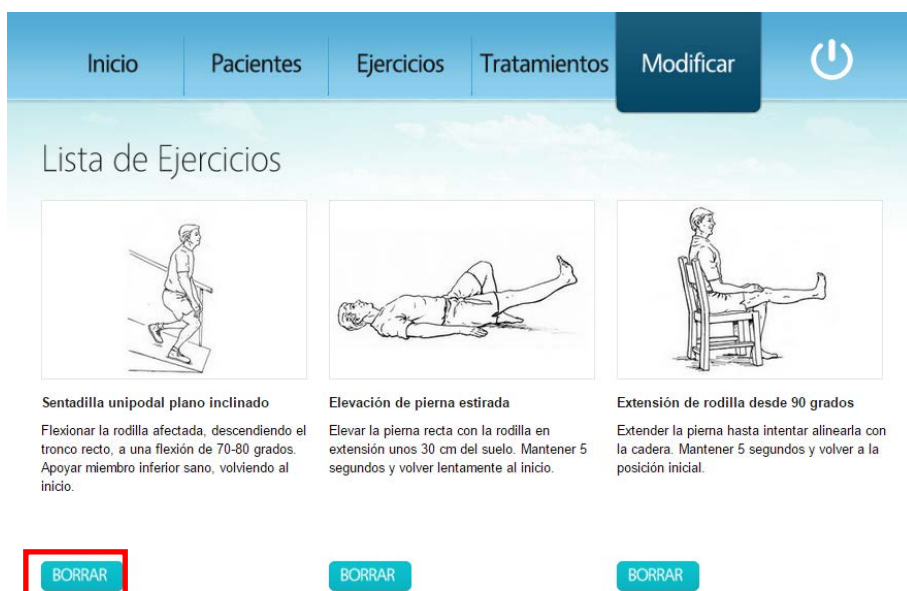 Inicio Pacientes Ejercicios Tratamientos Modificar
Lista de Ejercicios
Sentadilla unipodal plano inclinado
Flexionar la rodilla afectada, descendiendo el
tronco recto, a una flexión de 70-80 grados.
Apoyar miembro inferior sano, volviendo al
inicio.
BORRAR
Elevación de pierna estirada
Elevar la pierna recta con la rodilla en
extensión unos 30 cm del suelo. Mantener 5
segundos y volver lentamente al inicio.
BORRAR
Extensión de rodilla desde 90 grados
Extender la pierna hasta intentar alinearla con
la cadera. Mantener 5 segundos y volver a la
posición inicial.
BORRAR